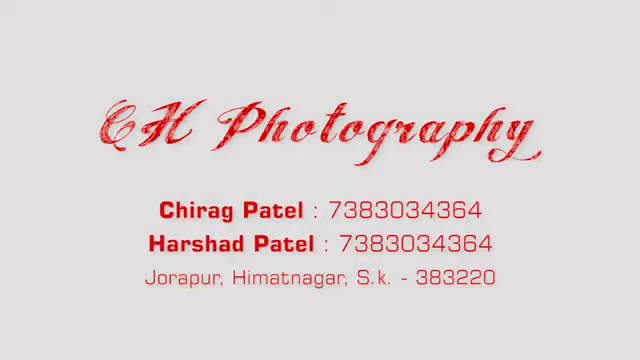 CH Photography
Chirag Patel : 7383034364
Harshad Patel : 7383034364
Jorapur, Himatnagar, S.k. - 383220